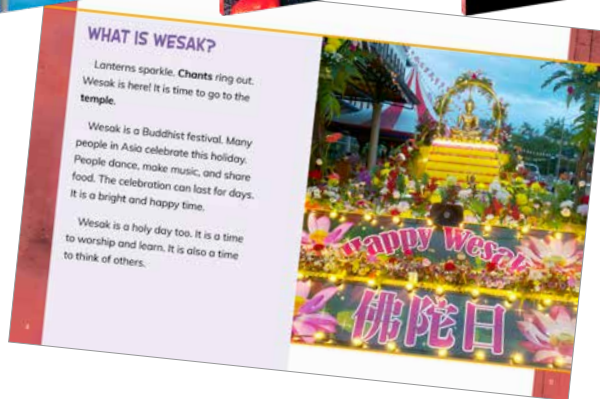 WHAT IS WESAK?
Lanterns sparkle. Chants ring out.
Wesak is here! It is time to go to the
temple.
Wesak is a Buddhist festival. Many
people in Asia celebrate this holiday.
People dance, make music, and share
food. The celebration can last for days.
It is a bright and happy time.
Wesak is a holy day too. It is a time
to worship and learn. It is also a time
to think of others.
Happy Wesak
佛陀日